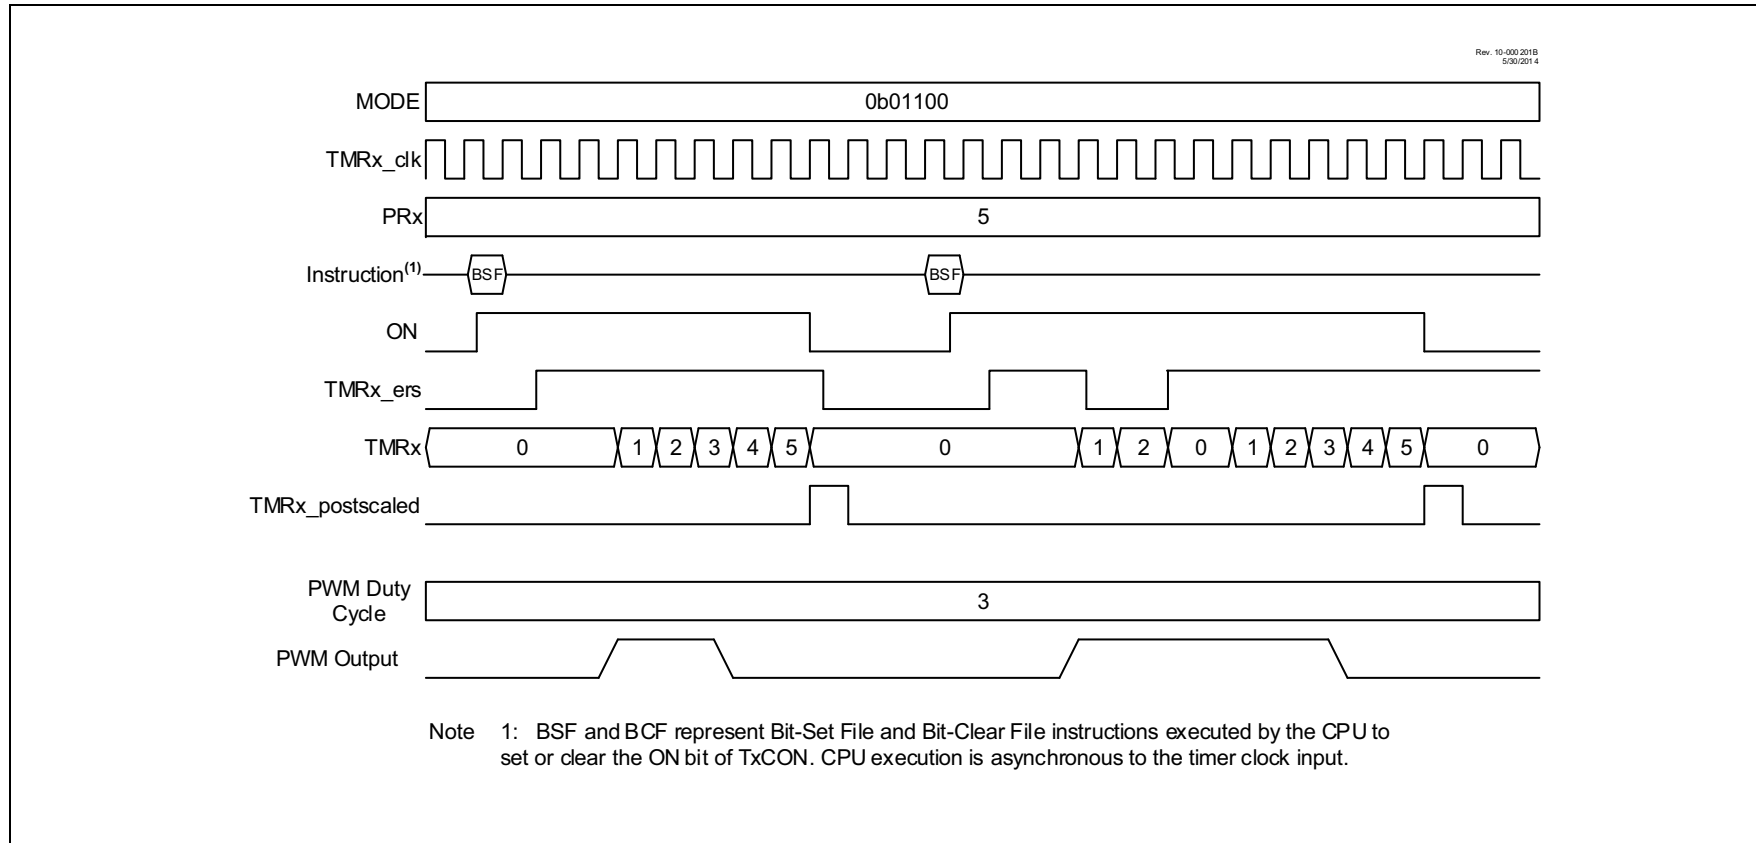 Rev. 10-000201B
5/30/2014
MODE 0b01100
TMRx_clk
PRx 5
Instruction(1) BSF BSF
ON
TMRx_ers
TMRx 0 1 2 3 4 5 0 1 2 0 1 2 3 4 5 0
TMRx_postscaled
PWM Duty
Cycle 3
PWM Output
Note 1: BSF and BCF represent Bit-Set File and Bit-Clear File instructions executed by the CPU to
set or clear the ON bit of TxCON. CPU execution is asynchronous to the timer clock input.